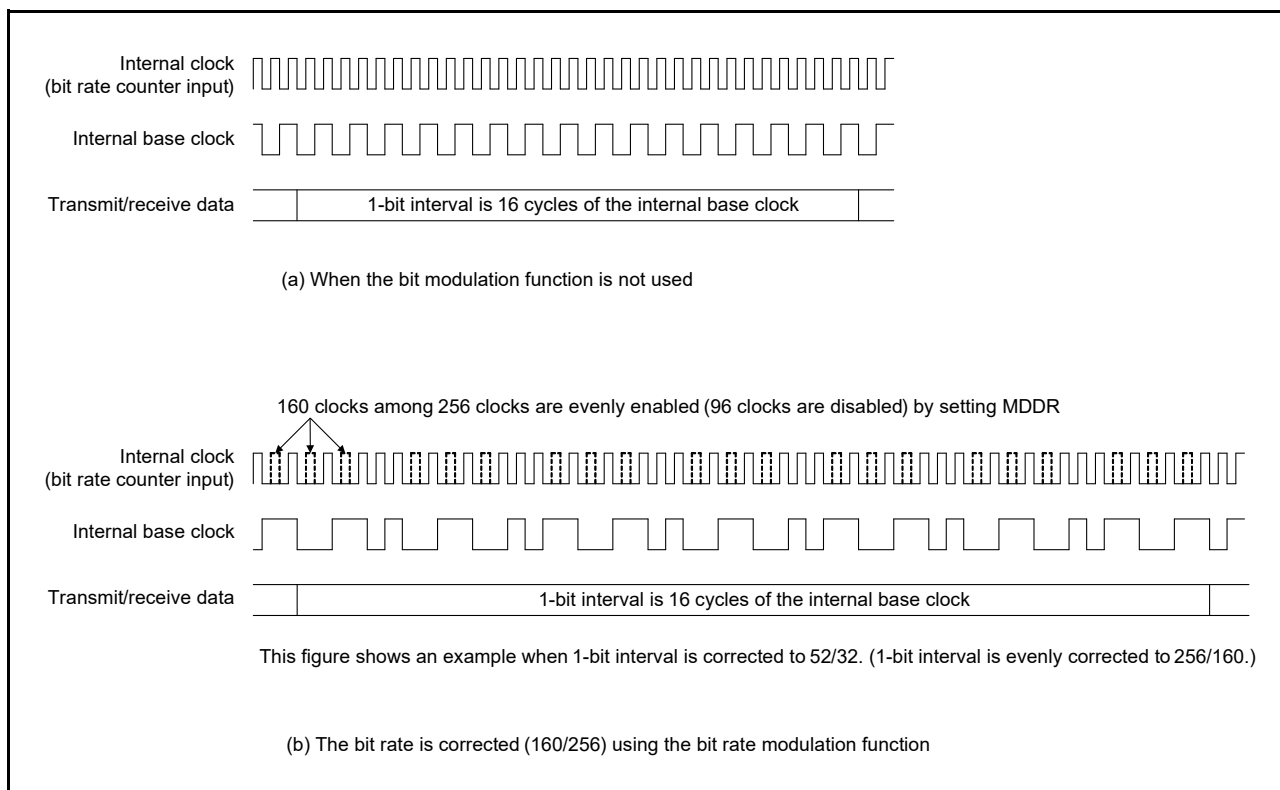 Internal clock
(bit rate counter input)
Internal base clock
Transmit/receive data
1-bit interval is 16 cycles of the internal base clock
(a) When the bit modulation function is not used
160 clocks among 256 clocks are evenly enabled (96 clocks are disabled) by setting MDDR
Internal clock
(bit rate counter input)
Internal base clock
Transmit/receive data
1-bit interval is 16 cycles of the internal base clock
This figure shows an example when 1-bit interval is corrected to 52/32. (1-bit interval is evenly corrected to 256/160.)
(b) The bit rate is corrected (160/256) using the bit rate modulation function